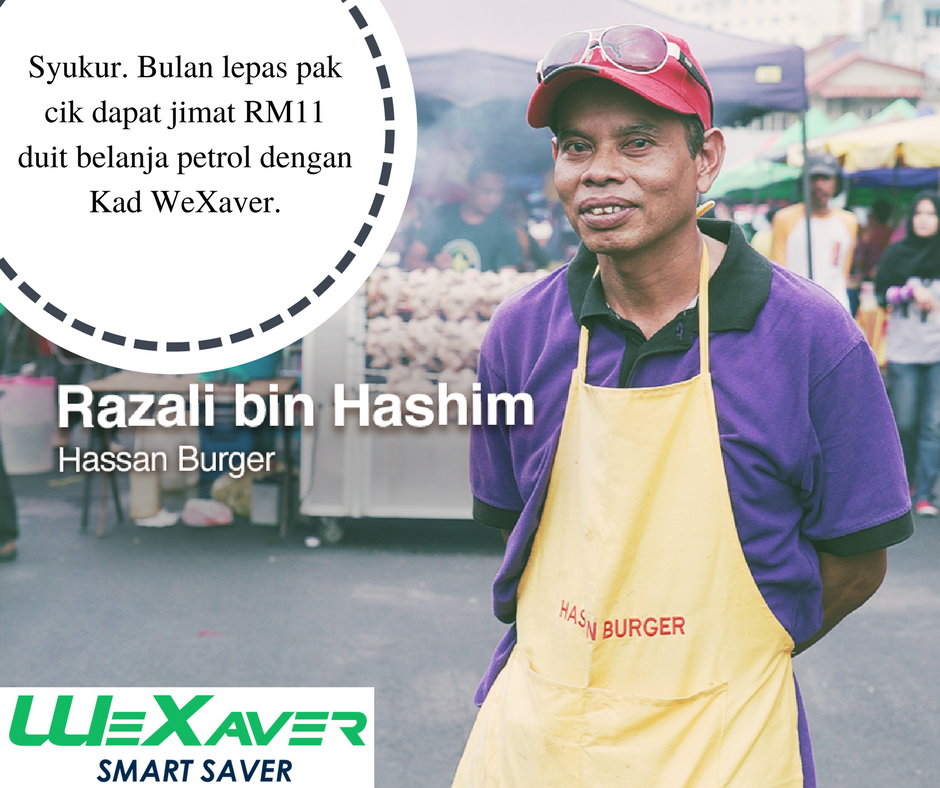 Syukur. Bulan lepas pak
cik dapat jimat RM11
duit belanja petrol dengan
Kad WeXaver.
Razali bin Hashim
Hassan Burger
HASSAN BURGER
WEXAVER
SMART SAVER